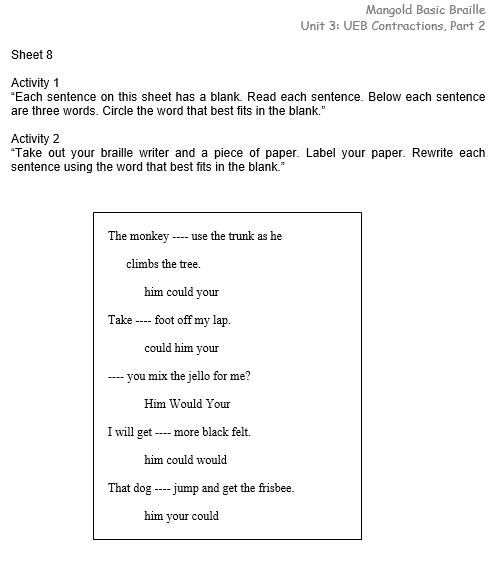 Mangold Basic Braille
Unit 3: UEB Contractions, Part 2
Sheet 8
Activity 1
“Each sentence on this sheet has a blank. Read each sentence. Below each sentence
are three words. Circle the word that best fits in the blank.”
Activity 2
“Take out your braille writer and a piece of paper. Label your paper. Rewrite each
sentence using the word that best fits in the blank.”
The monkey ---- use the trunk as he
climbs the tree.
him could your
Take ---- foot off my lap.
could him your
---- you mix the jello for me?
Him Would Your
I will get ---- more black felt.
him could would
That dog ---- jump and get the frisbee.
him your could